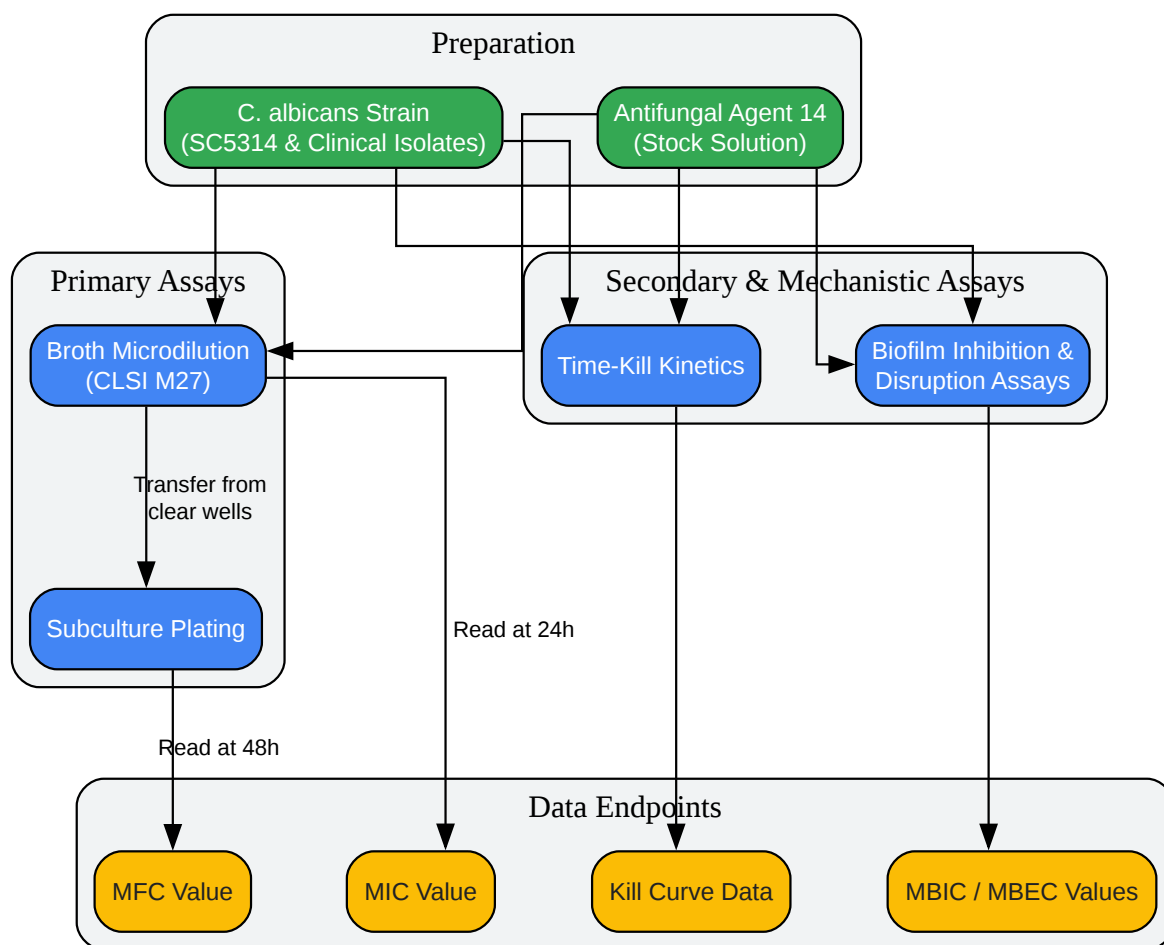 Preparation
C. albicans Strain
(SC5314 & Clinical Isolates)
Antifungal Agent 14
(Stock Solution)
Primary Assays
Broth Microdilution
(CLSI M27)
Transfer from
clear wells
Subculture Plating
Secondary & Mechanistic Assays
Time-Kill Kinetics
Biofilm Inhibition &
Disruption Assays
Read at 24h
Read at 48h
Data Endpoints
MFC Value
MIC Value
Kill Curve Data
MBIC / MBEC Values